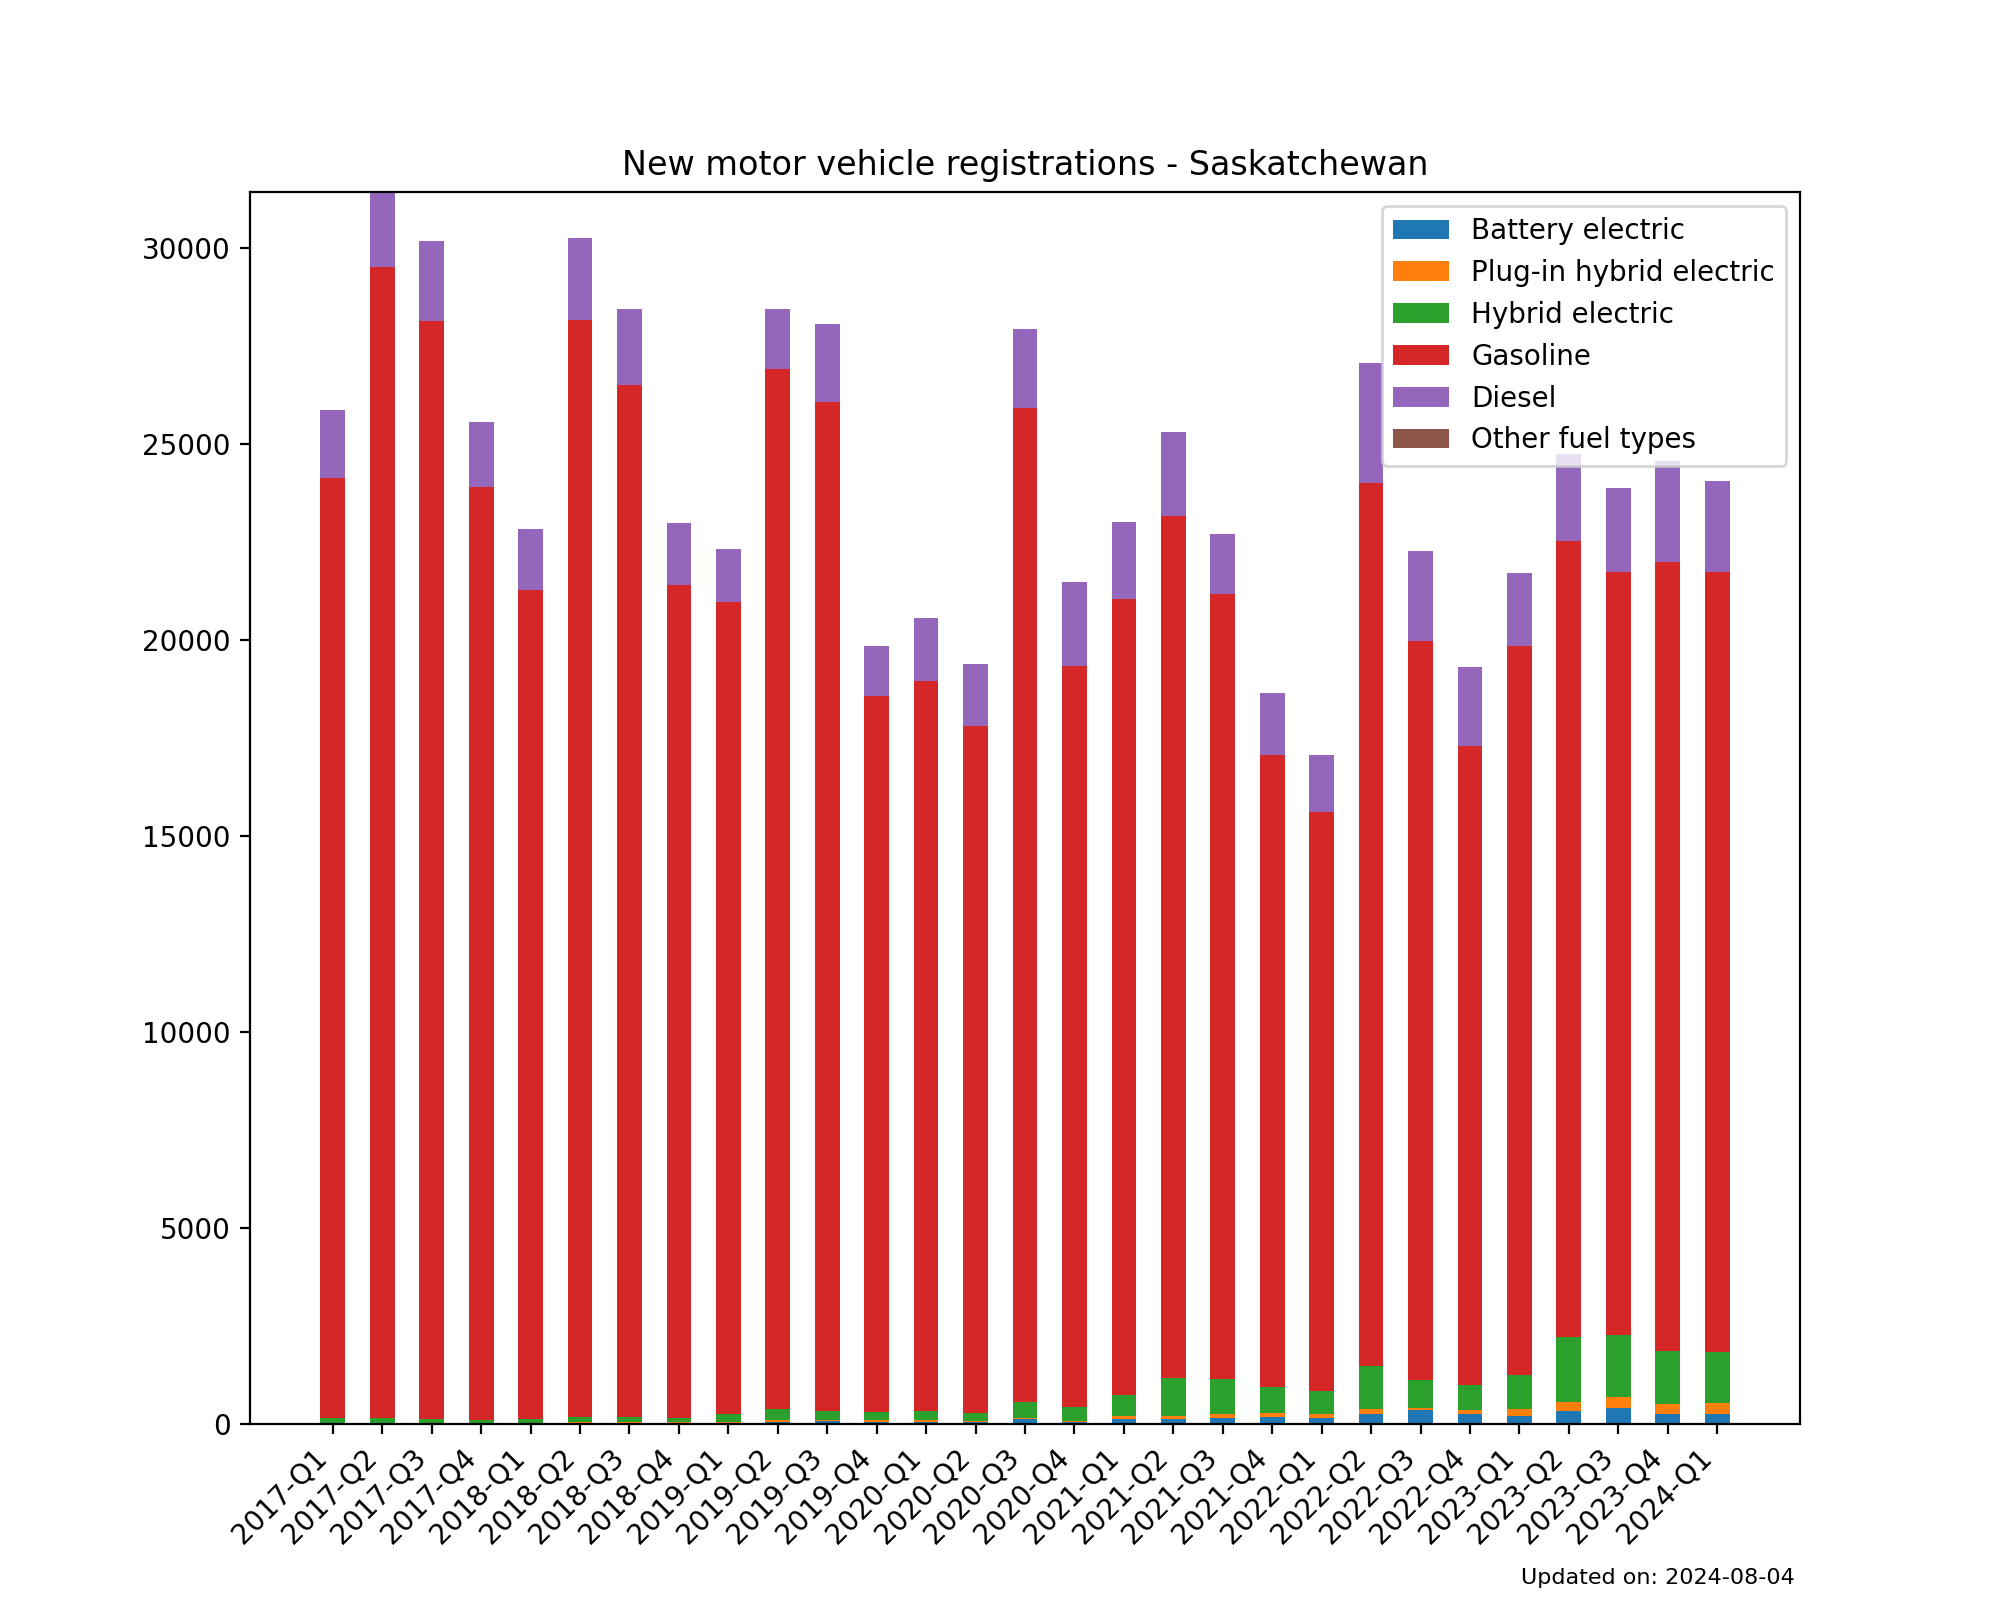 New motor vehicle registrations - Saskatchewan
Battery electric
Plug-in hybrid electric
Hybrid electric
Gasoline
Diesel
Other fuel types
30000
25000
20000
15000
10000
5000
0
2017-Q1
2017-Q2
2017-Q3
2017-Q4
2018-Q1
2018-Q2
2018-Q3
2018-Q4
2019-Q1
2019-Q2
2019-Q3
2019-Q4
2020-Q1
2020-Q2
2020-Q3
2020-Q4
2021-Q1
2021-Q2
2021-Q3
2021-Q4
2022-Q1
2022-Q2
2022-Q3
2022-Q4
2023-Q1
2023-Q2
2023-Q3
2023-Q4
2024-Q1
Updated on: 2024-08-04